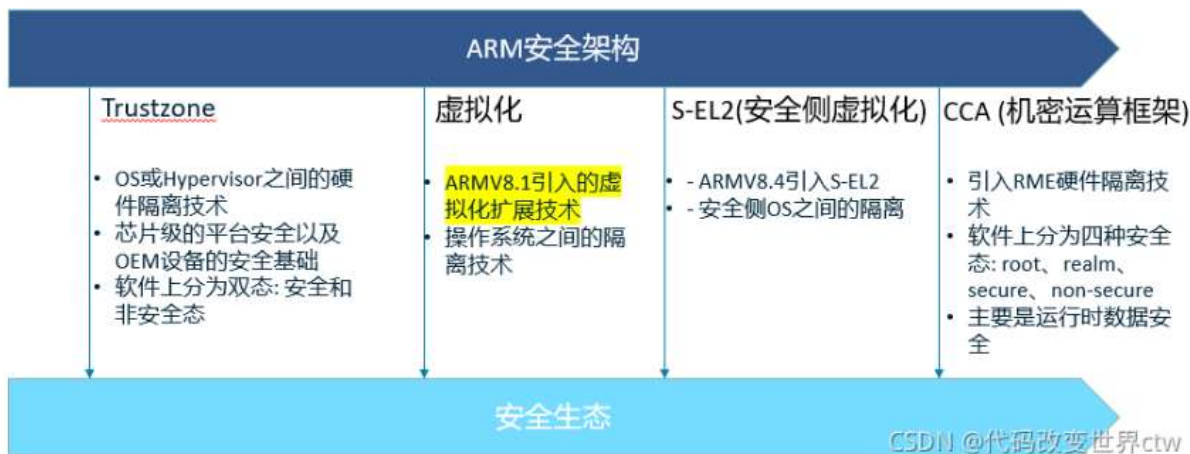 ARM安全架构
Trustzone
• OS或Hypervisor之间的硬
件隔离技术
• 芯片级的平台安全以及
OEM设备的安全基础
• 软件上分为双态: 安全和
非安全态
虚拟化
• ARMV8.1引入的虚
拟化扩展技术
• 操作系统之间的隔
离技术
S-EL2(安全侧虚拟化)
• - ARMV8.4引入S-EL2
• - 安全侧OS之间的隔离
CCA (机密运算框架)
• 引入RME硬件隔离技
术
• 软件上分为四种安全
态: root、realm、
secure、non-secure
• 主要是运行时数据安
全
安全生态
CSDN @代码改变世界ctw